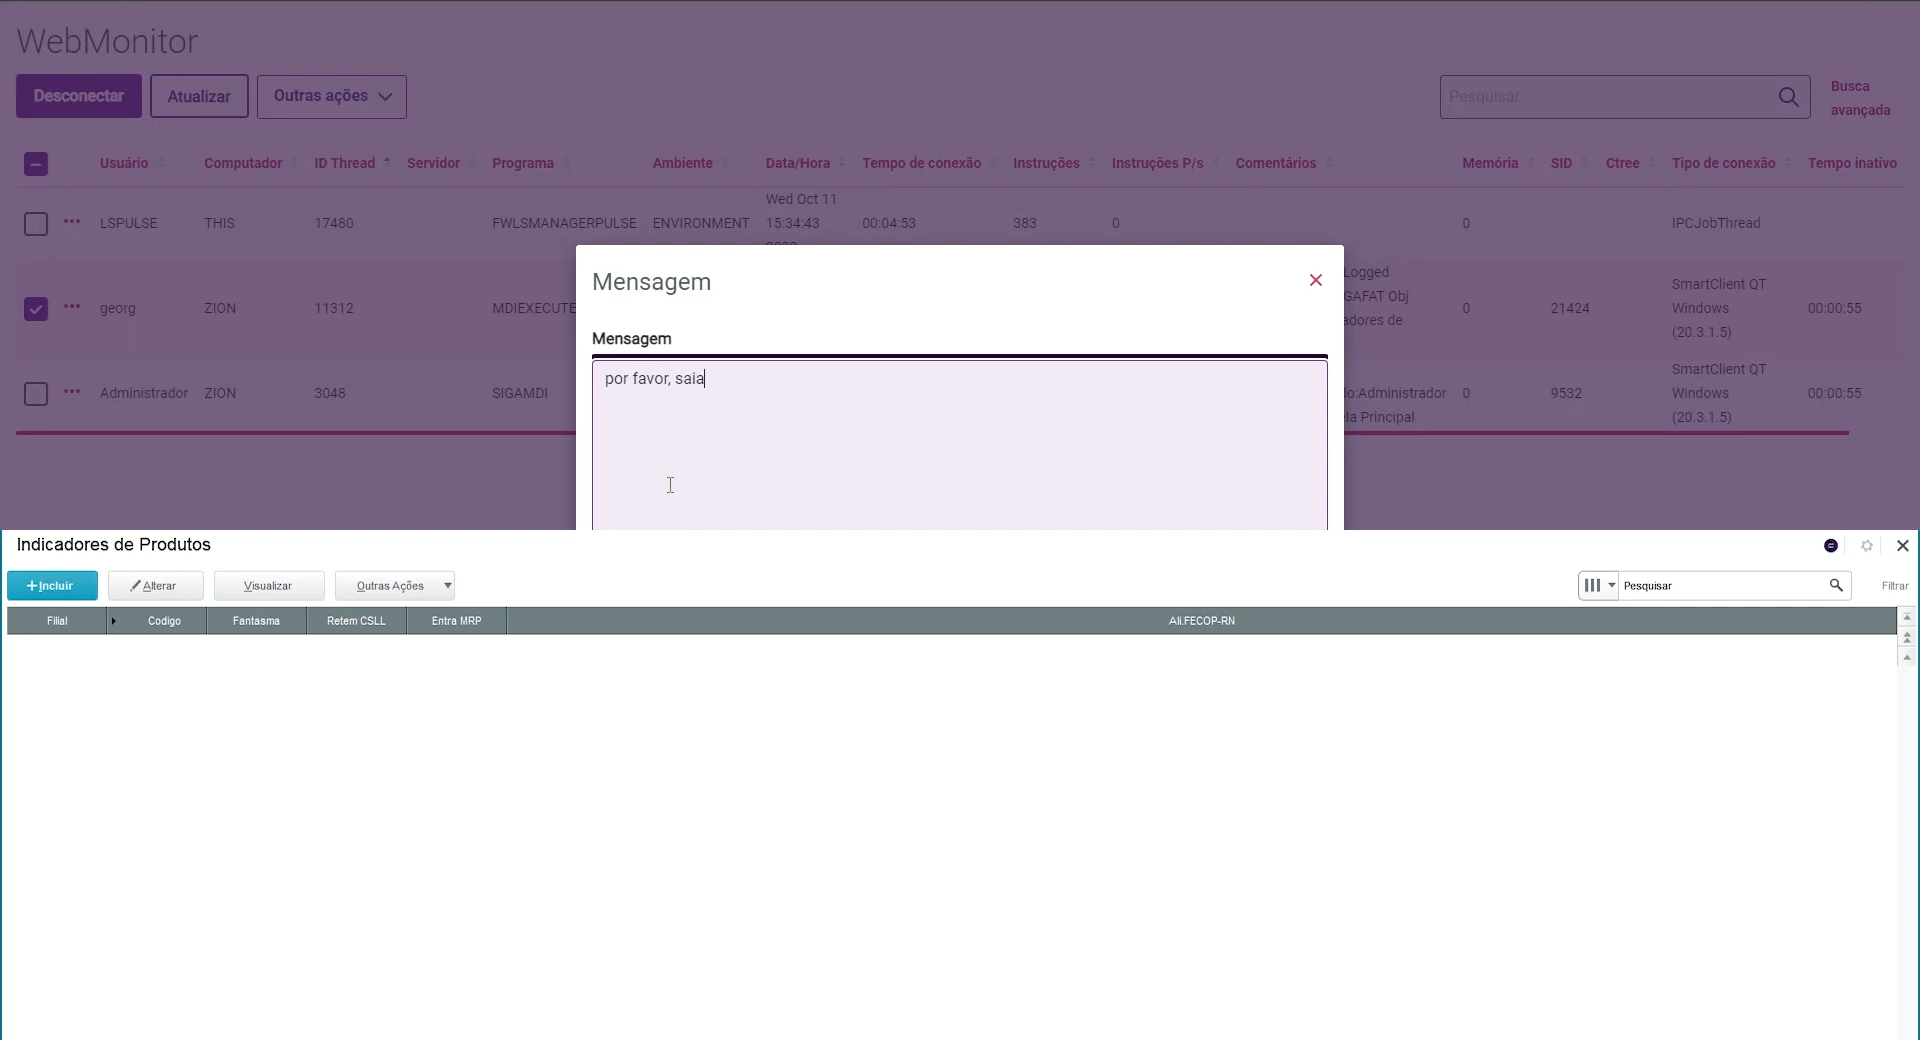 WebMonitor
Desconectar Atualizar Outras ações Pesquisar Busca avançada
Usuário Computador ID Thread Servidor Programa Ambiente Data/Hora Tempo de conexão Instruções Instruções P/s Comentários Memória SID Ctree Tipo de conexão Tempo inativo
LSPULSE THIS 17480 FWLSMANAGERPULSE ENVIRONMENT Wed Oct 11 15:34:43 00:04:53 383 0 0 IPCJobThread
georg ZION 11312 MDIEXECUTE Logged GAFAT Obj adores de 0 21424 SmartClient QT Windows (20.3.1.5) 00:00:55
Administrador ZION 3048 SIGAMDI do:Administrador ela Principal 0 9532 SmartClient QT Windows (20.3.1.5) 00:00:55
Mensagem
Mensagem
por favor, saia
Indicadores de Produtos
+Incluir Alterar Visualizar Outras Ações Pesquisar Filtrar
Filial Codigo Fantasma Retem CSLL Entra MRP Ali.FECOP-RN